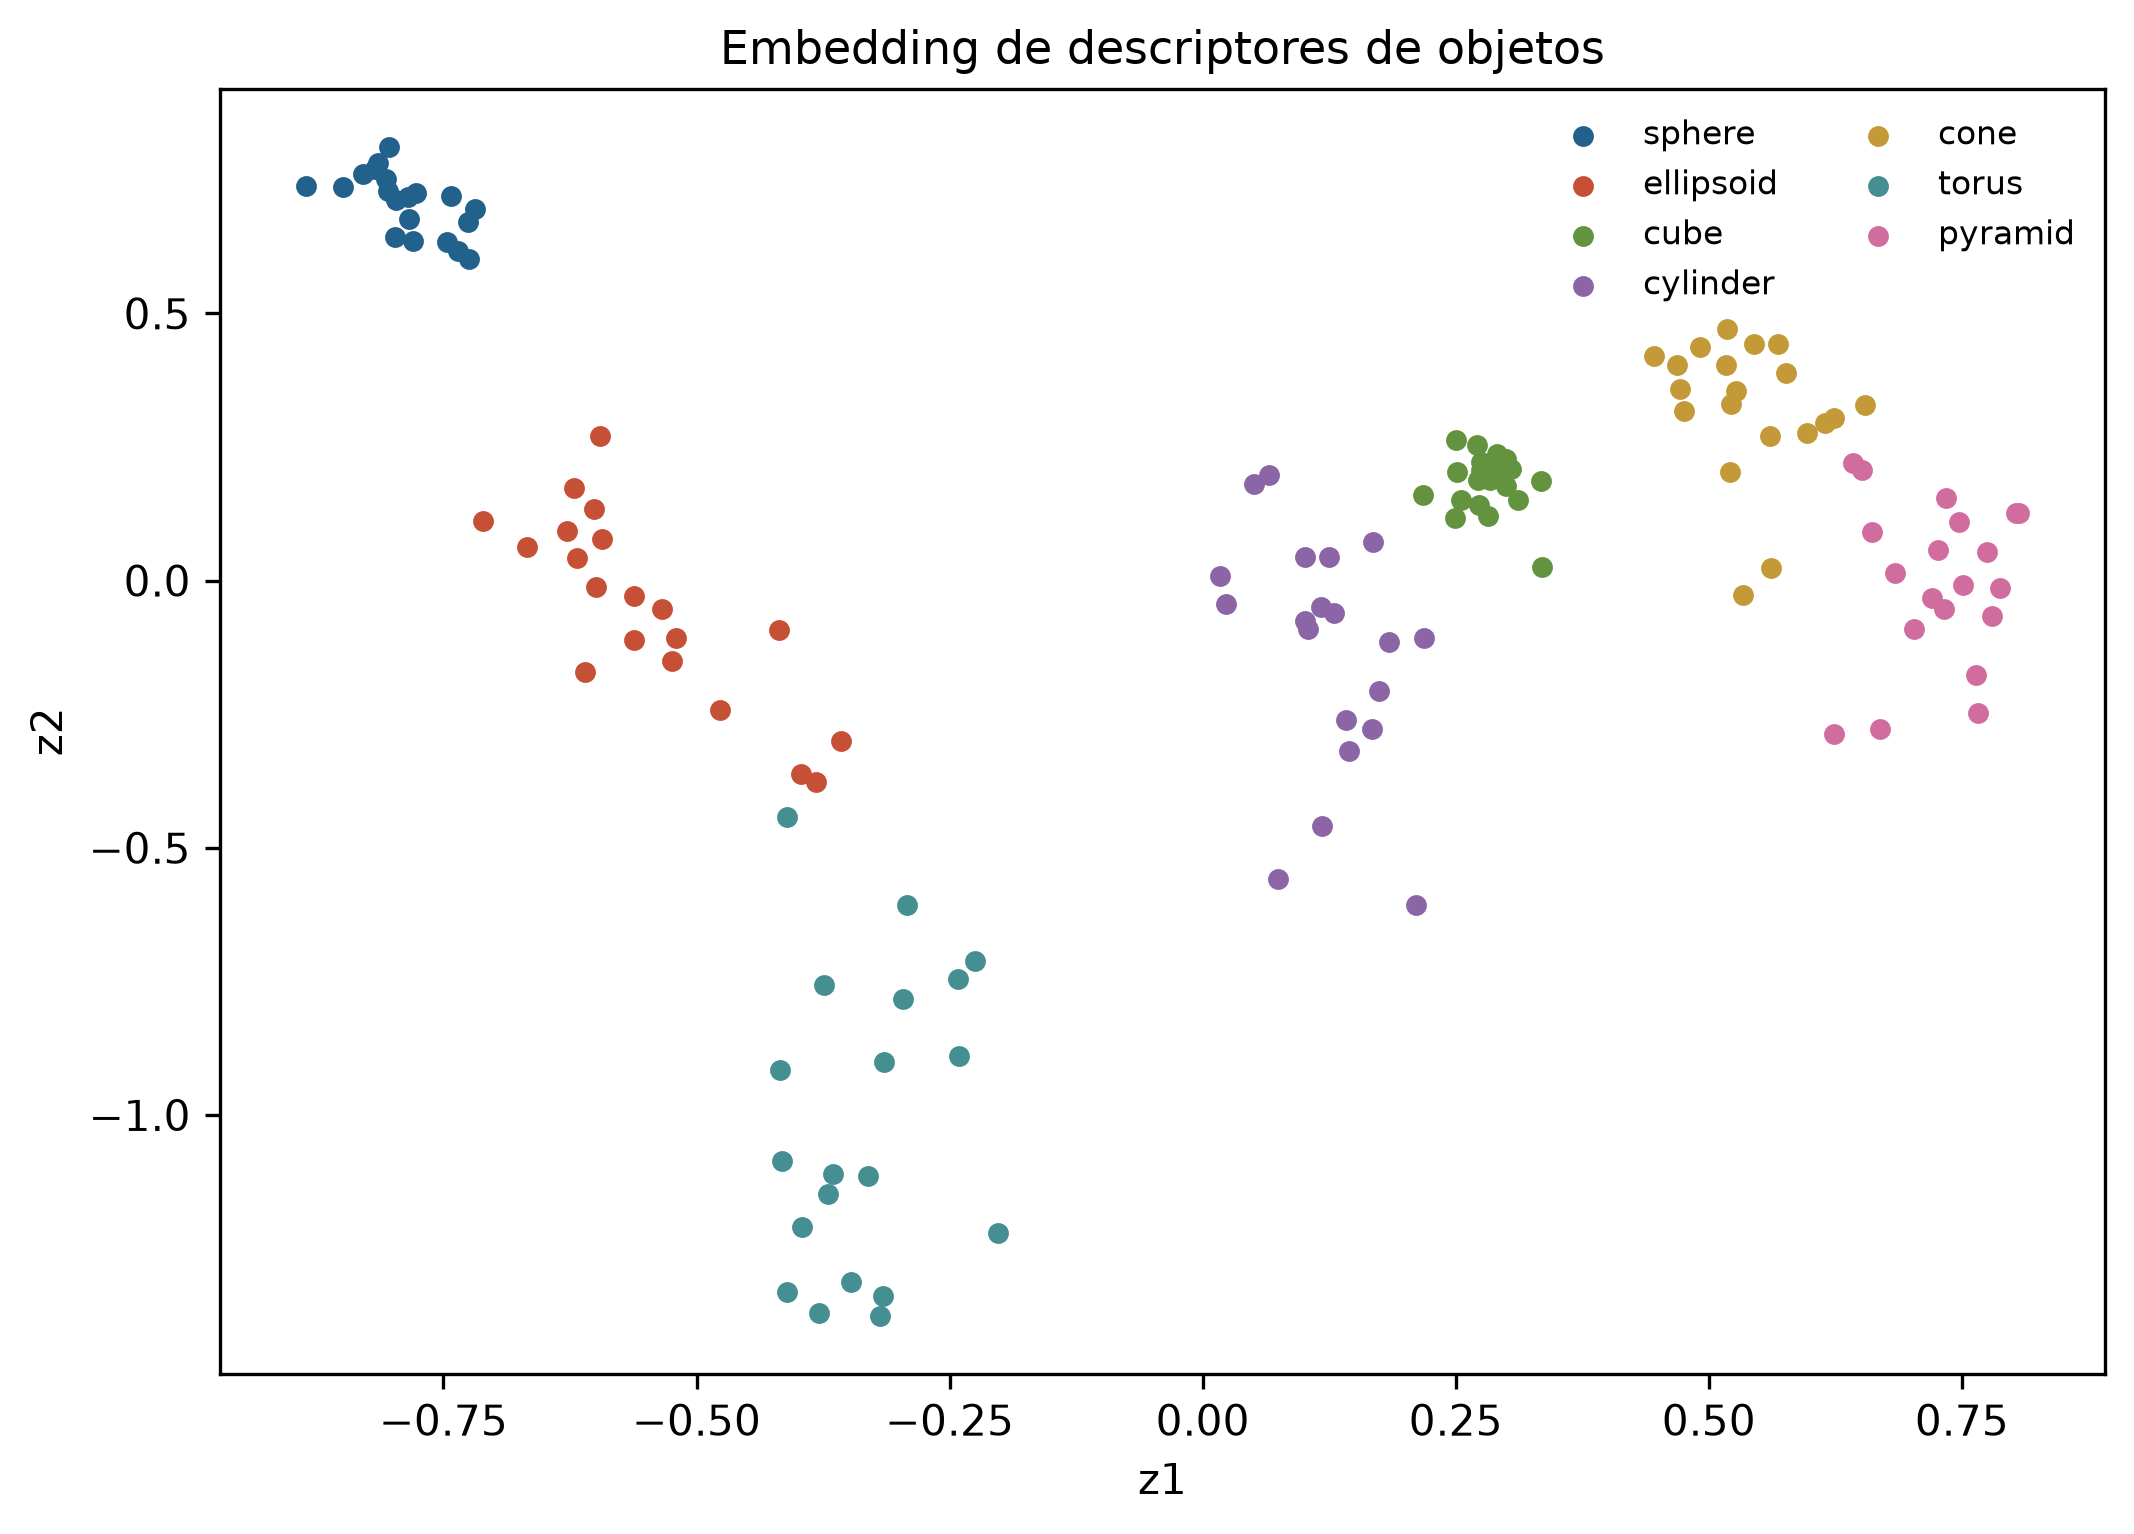 Embedding de descriptores de objetos
sphere
ellipsoid
cube
cylinder
cone
torus
pyramid
z2
0.5
0.0
−0.5
−1.0
−0.75 −0.50 −0.25 0.00 0.25 0.50 0.75
z1